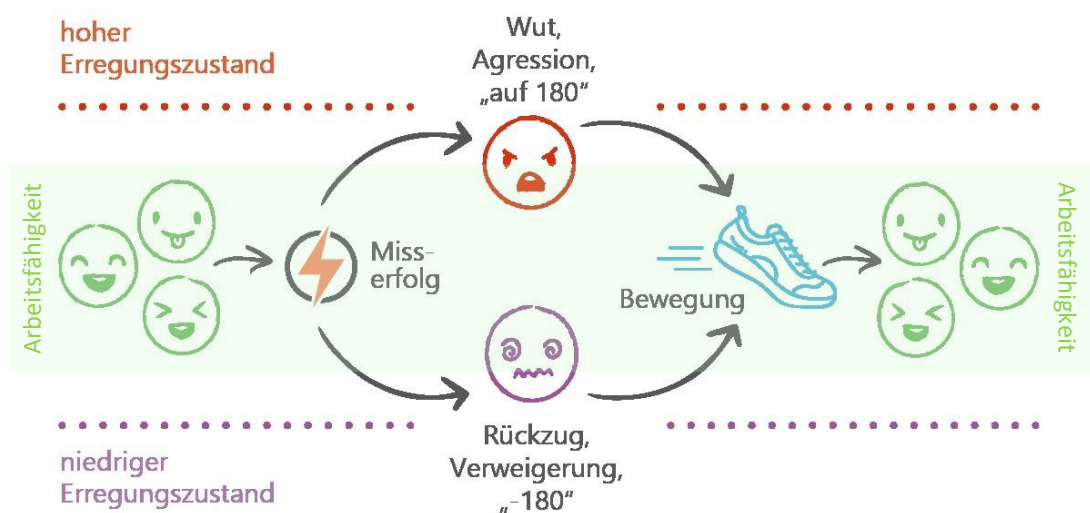 hoher
Erregungszustand
Wut,
Agression,
„auf 180“
Arbeitsfähigkeit
Miss-
erfolg
Bewegung
Arbeitsfähigkeit
Rückzug,
Verweigerung,
„-180“
niedriger
Erregungszustand